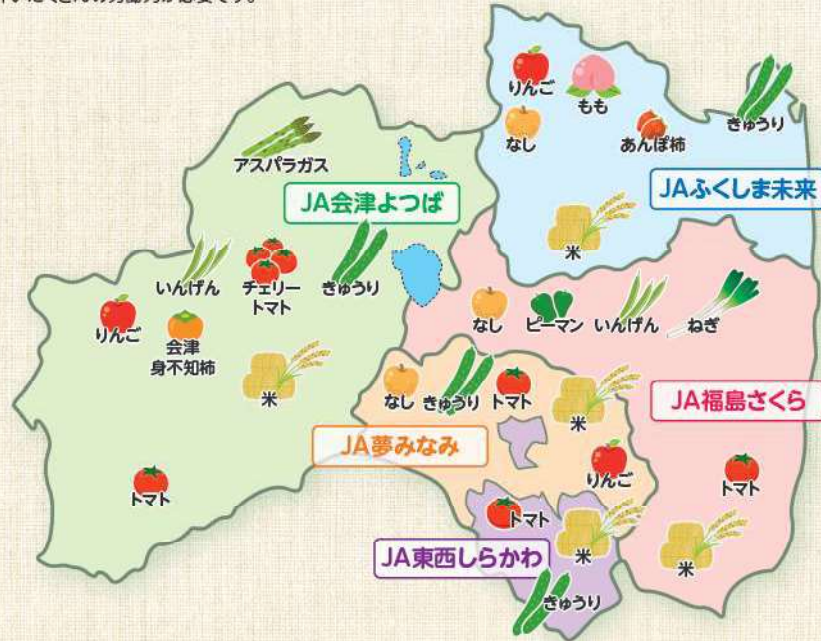 りんご
もも
なし
あんぽ柿
きゅうり
JAふくしま未来
米
アスパラガス
JA会津よつば
いんげん
チェリー
トマト
きゅうり
りんご
会津
身不知柿
米
トマト
なし
ピーマン
いんげん
ねぎ
JA福島さくら
トマト
米
なし
きゅうり
トマト
米
JA夢みなみ
りんご
トマト
米
JA東西しらかわ
きゅうり